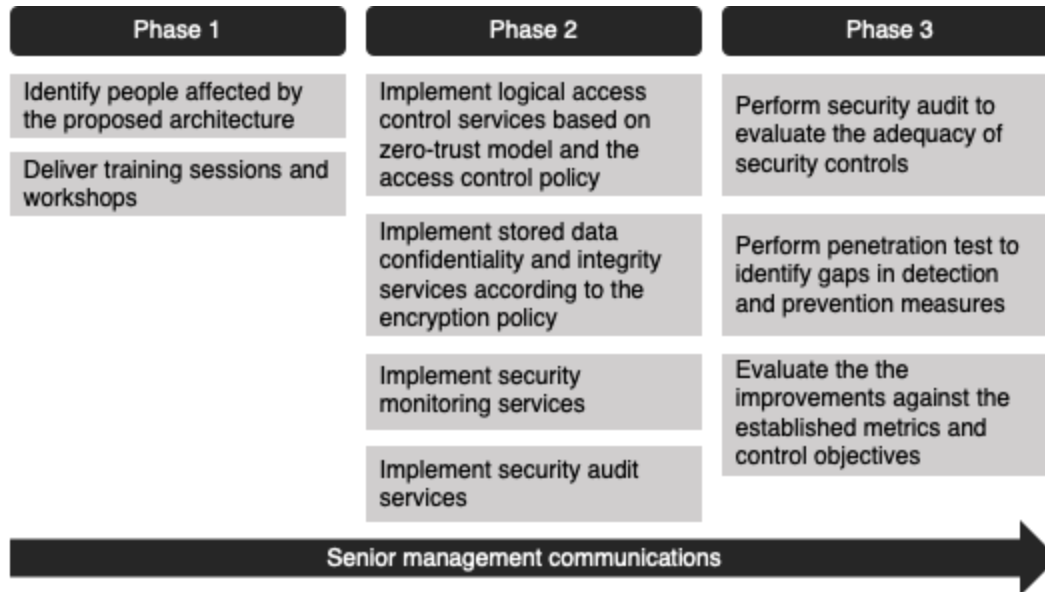 Phase 1
Identify people affected by
the proposed architecture
Deliver training sessions and
workshops
Phase 2
Implement logical access
control services based on
zero-trust model and the
access control policy
Implement stored data
confidentiality and integrity
services according to the
encryption policy
Implement security
monitoring services
Implement security audit
services
Phase 3
Perform security audit to
evaluate the adequacy of
security controls
Perform penetration test to
identify gaps in detection
and prevention measures
Evaluate the the
improvements against the
established metrics and
control objectives
Senior management communications